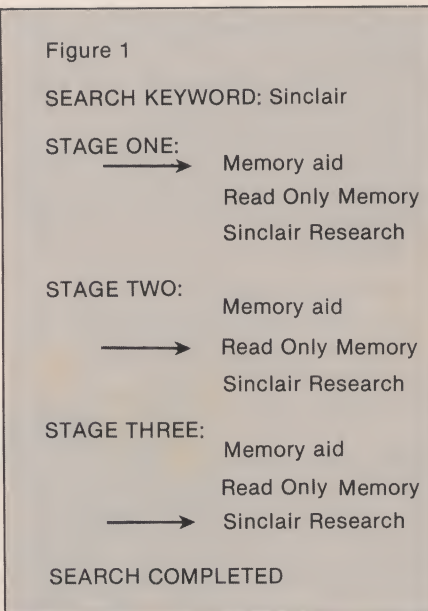 Figure 1
SEARCH KEYWORD: Sinclair
STAGE ONE:
Memory aid
Read Only Memory
Sinclair Research
STAGE TWO:
Memory aid
Read Only Memory
Sinclair Research
STAGE THREE:
Memory aid
Read Only Memory
Sinclair Research
SEARCH COMPLETED